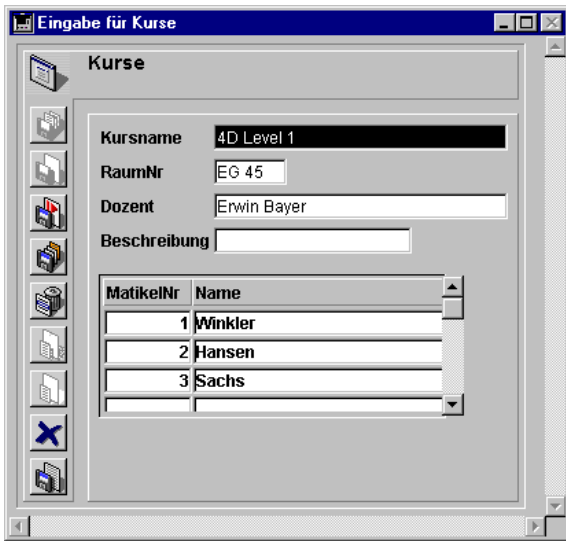 Eingabe für Kurse
Kurse
Kursname 4D Level 1
RaumNr EG 45
Dozent Erwin Bayer
Beschreibung
MatikelNr Name
1 Winkler
2 Hansen
3 Sachs